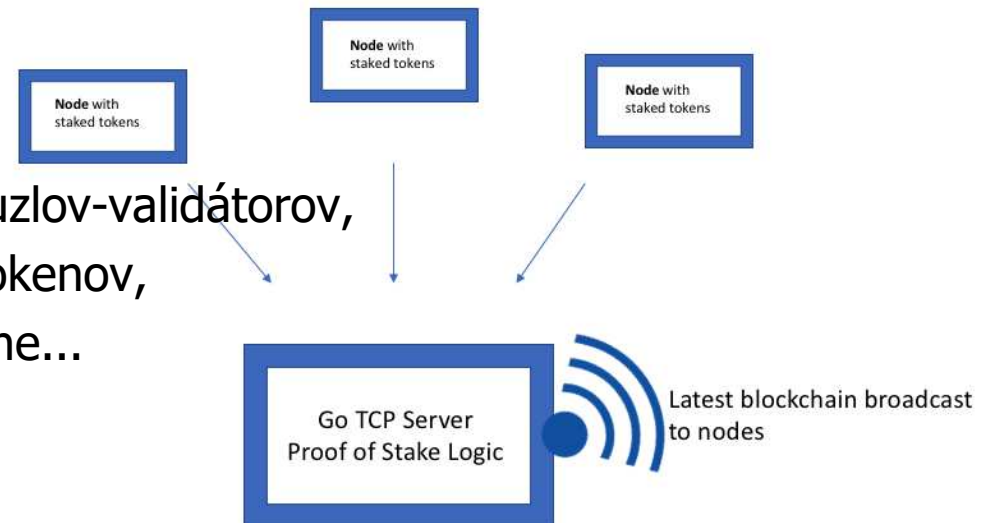 Node with
staked tokens
Node with
staked tokens
Node with
staked tokens
uzlov-validátorov,
okenov,
ne...
Go TCP Server
Proof of Stake Logic
Latest blockchain broadcast
to nodes